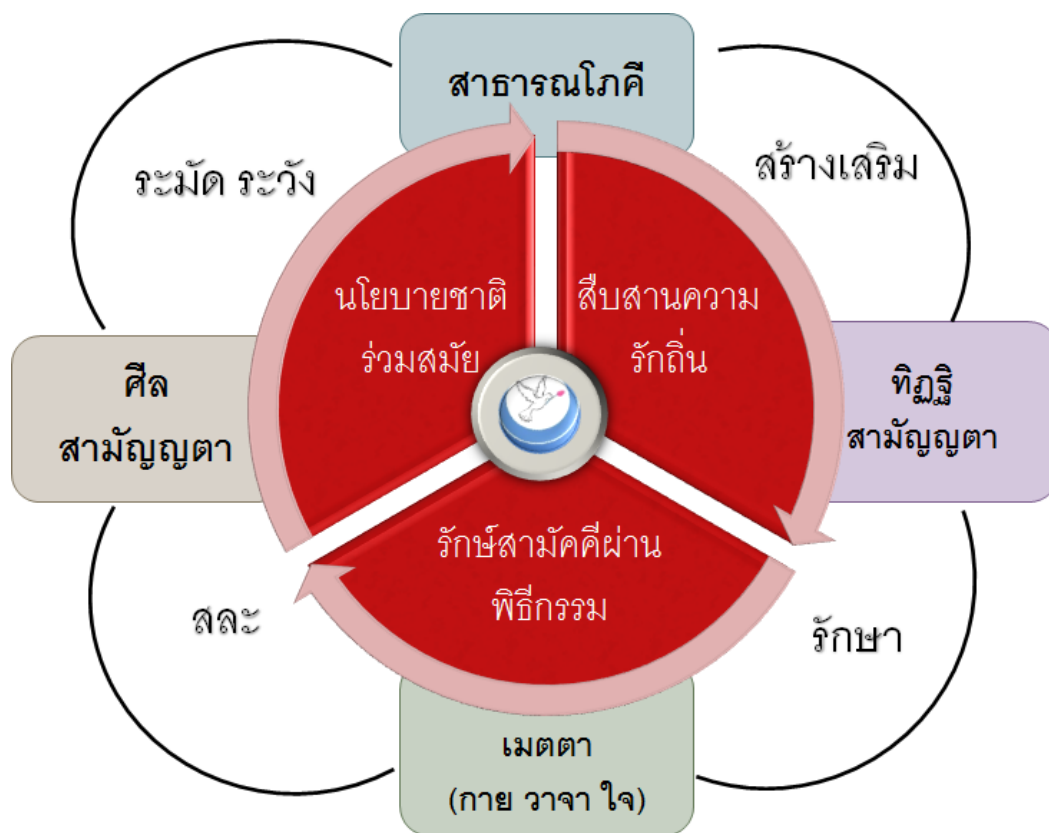 สาธารณโภคี
ระมัด ระวัง
สร้างเสริม
นโยบายชาติ
ร่วมสมัย
สืบสานความ
รักถิ่น
ศีล
สามัญญตา
ทิฏฐิ
สามัญญตา
รักษ์สามัคคีผ่าน
พิธีกรรม
สละ
รักษา
เมตตา
(กาย วาจา ใจ)